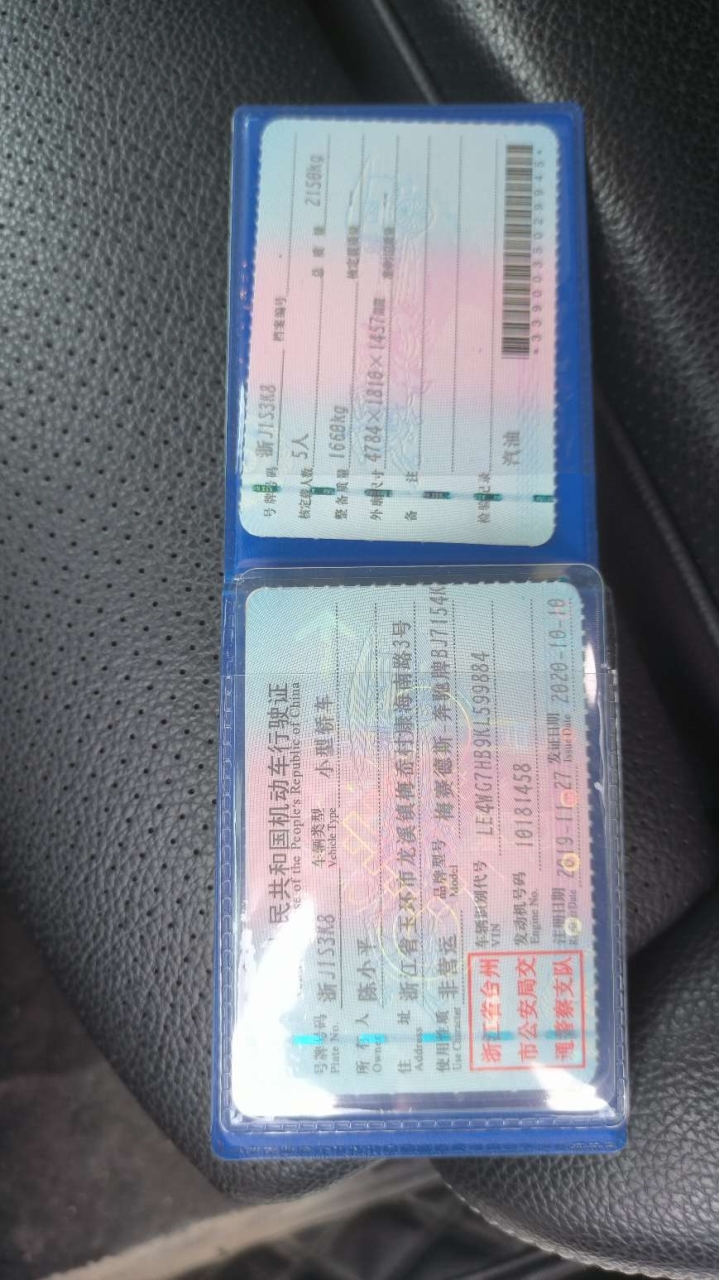 民共和国机动车行驶证
se of the People's Republic of China
号牌号码 浙J1S3K8 车辆类型 小型轿车
Plate No. Vehicle Type
所有人 陈小平
Owner
住址 浙江省玉环市龙溪镇梅岙村康海南路3号
Address
使用性质 非营运 品牌型号 梅赛德斯 奔驰牌BJ7154K
Use Character Model
浙江省台州
市公安局交
通警察支队
车辆识别代号 LE4WG7HB9KLS99884
VIN
发动机号码 10181458
Engine No.
注册日期 2019-11-27 发证日期 2020-10-10
Register Date Issue Date
号牌号码 浙J1S3K8 档案编号
核定载人数 5人 总质量 2150kg
整备质量 1660kg 核定载质量 —
外廓尺寸 4784×1810×1457mm 准牵引总质量 —
备注
检验记录 汽油
*3390003502994 5*